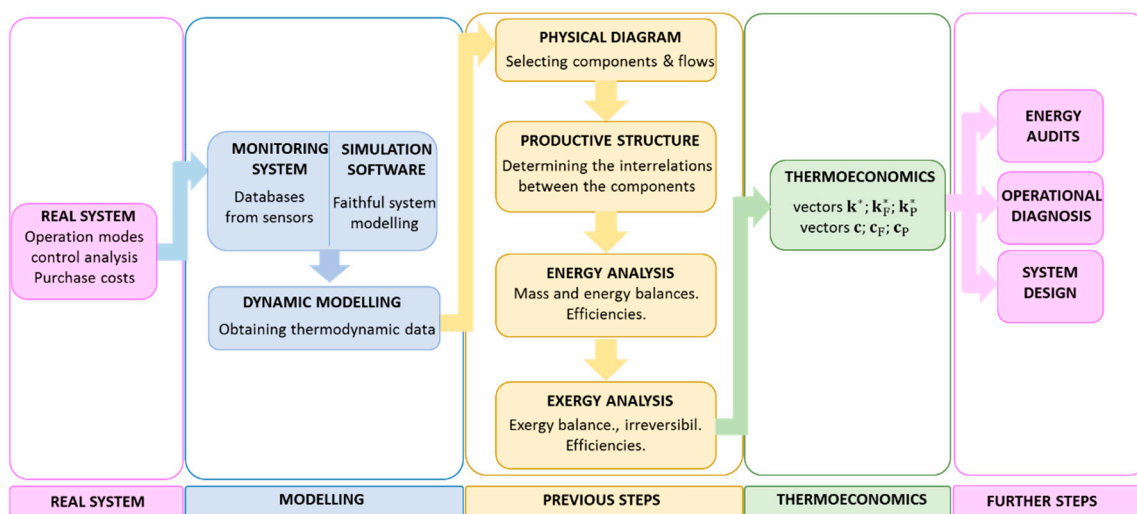 REAL SYSTEM
Operation modes
control analysis
Purchase costs
MONITORING
SYSTEM
Databases
from sensors
SIMULATION
SOFTWARE
Faithful system
modelling
DYNAMIC MODELLING
Obtaining thermodynamic data
PHYSICAL DIAGRAM
Selecting components & flows
PRODUCTIVE STRUCTURE
Determining the interrelations
between the components
ENERGY ANALYSIS
Mass and energy balances.
Efficiencies.
EXERGY ANALYSIS
Exergy balance., irreversibil.
Efficiencies.
THERMOECONOMICS
vectors k*; k*F; k*P
vectors c; cF; cP
ENERGY
AUDITS
OPERATIONAL
DIAGNOSIS
SYSTEM
DESIGN
REAL SYSTEM
MODELLING
PREVIOUS STEPS
THERMOECONOMICS
FURTHER STEPS